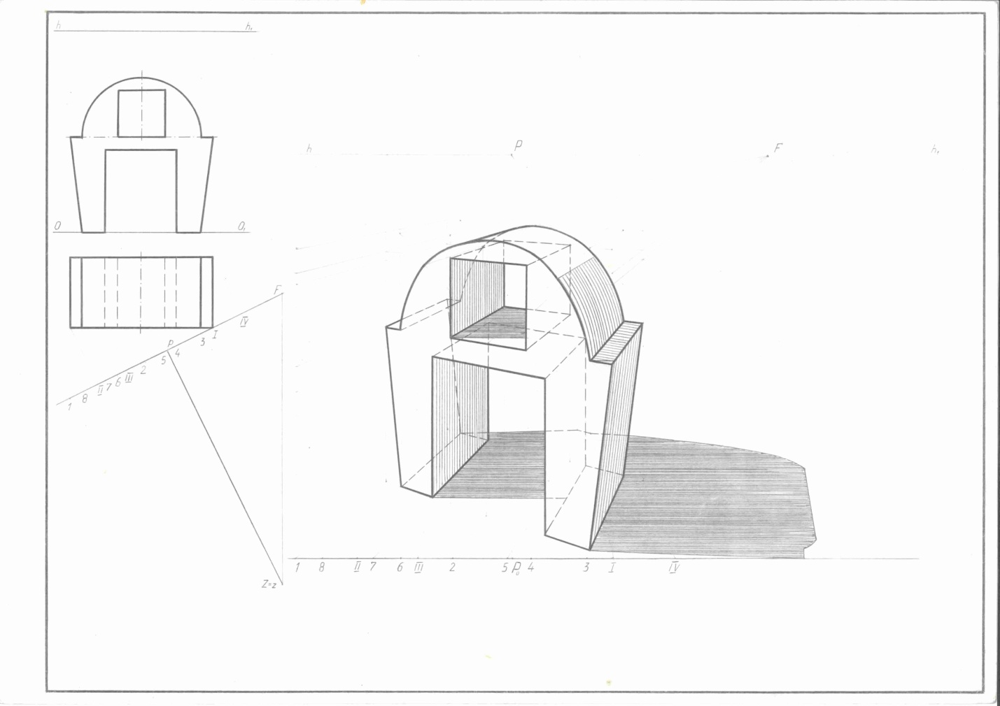 h h₁
h P F h₁
O O₁
F
IV
I
3
P
4
5
2
III
6
7
II
8
1
Z≡z
1 8 II 7 6 III 2 5 P₀ 4 3 I IV